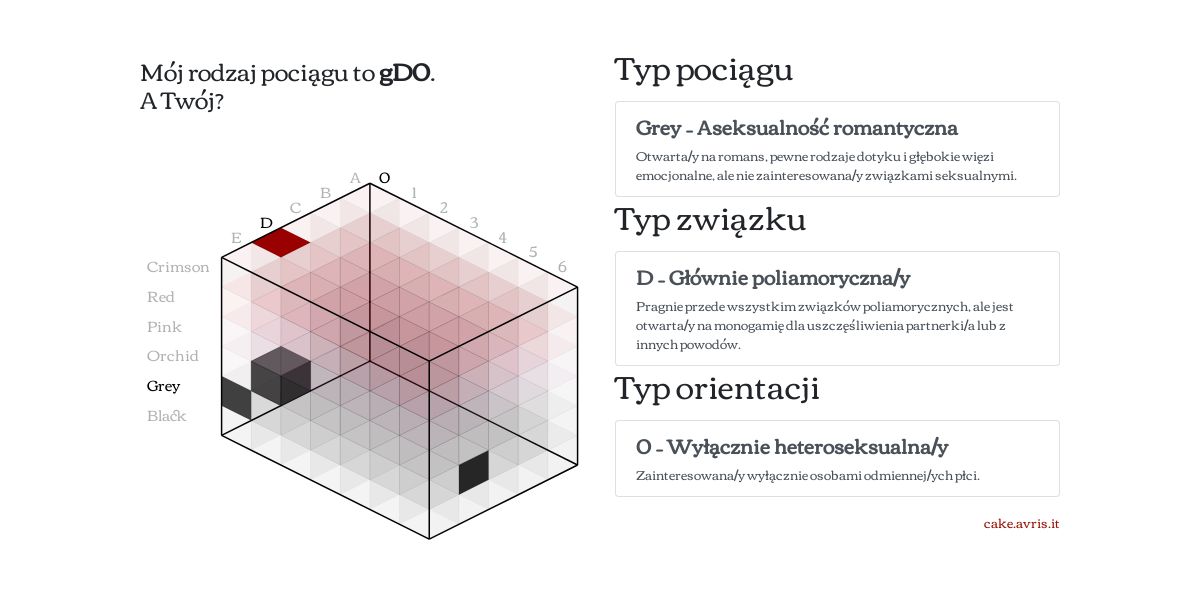 Mój rodzaj pociągu to gD0.
A Twój?
A 0
B 1
C 2
D 3
E 4
5
6
Crimson
Red
Pink
Orchid
Grey
Black
Typ pociągu
Grey – Aseksualność romantyczna
Otwarta/y na romans, pewne rodzaje dotyku i głębokie więzi
emocjonalne, ale nie zainteresowana/y związkami seksualnymi.
Typ związku
D – Głównie poliamoryczna/y
Pragnie przede wszystkim związków poliamorycznych, ale jest
otwarta/y na monogamię dla uszczęśliwienia partnerki/a lub z
innych powodów.
Typ orientacji
0 – Wyłącznie heteroseksualna/y
Zainteresowana/y wyłącznie osobami odmiennej/ych płci.
cake.avris.it